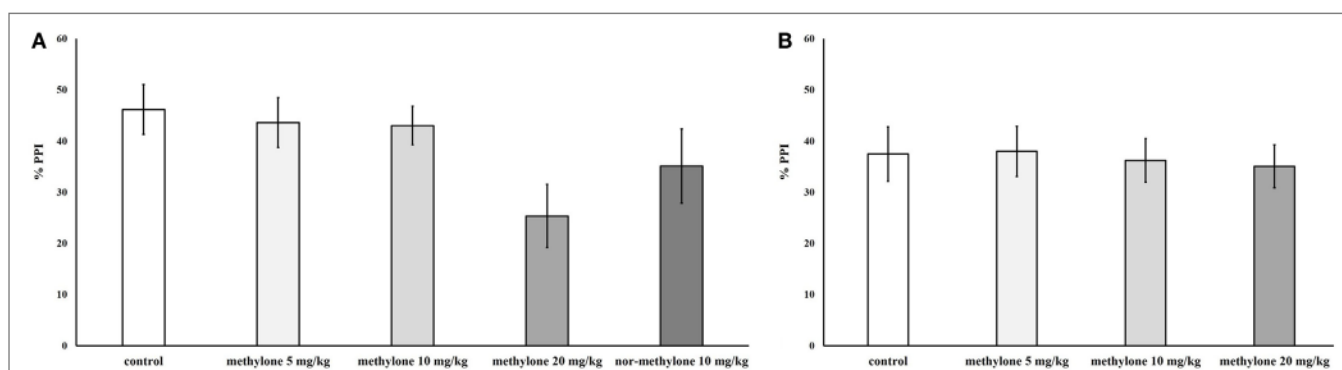 A
60
50
40
30
20
10
0
% PPI
control methylone 5 mg/kg methylone 10 mg/kg methylone 20 mg/kg nor-methylone 10 mg/kg
B
60
50
40
30
20
10
0
% PPI
control methylone 5 mg/kg methylone 10 mg/kg methylone 20 mg/kg